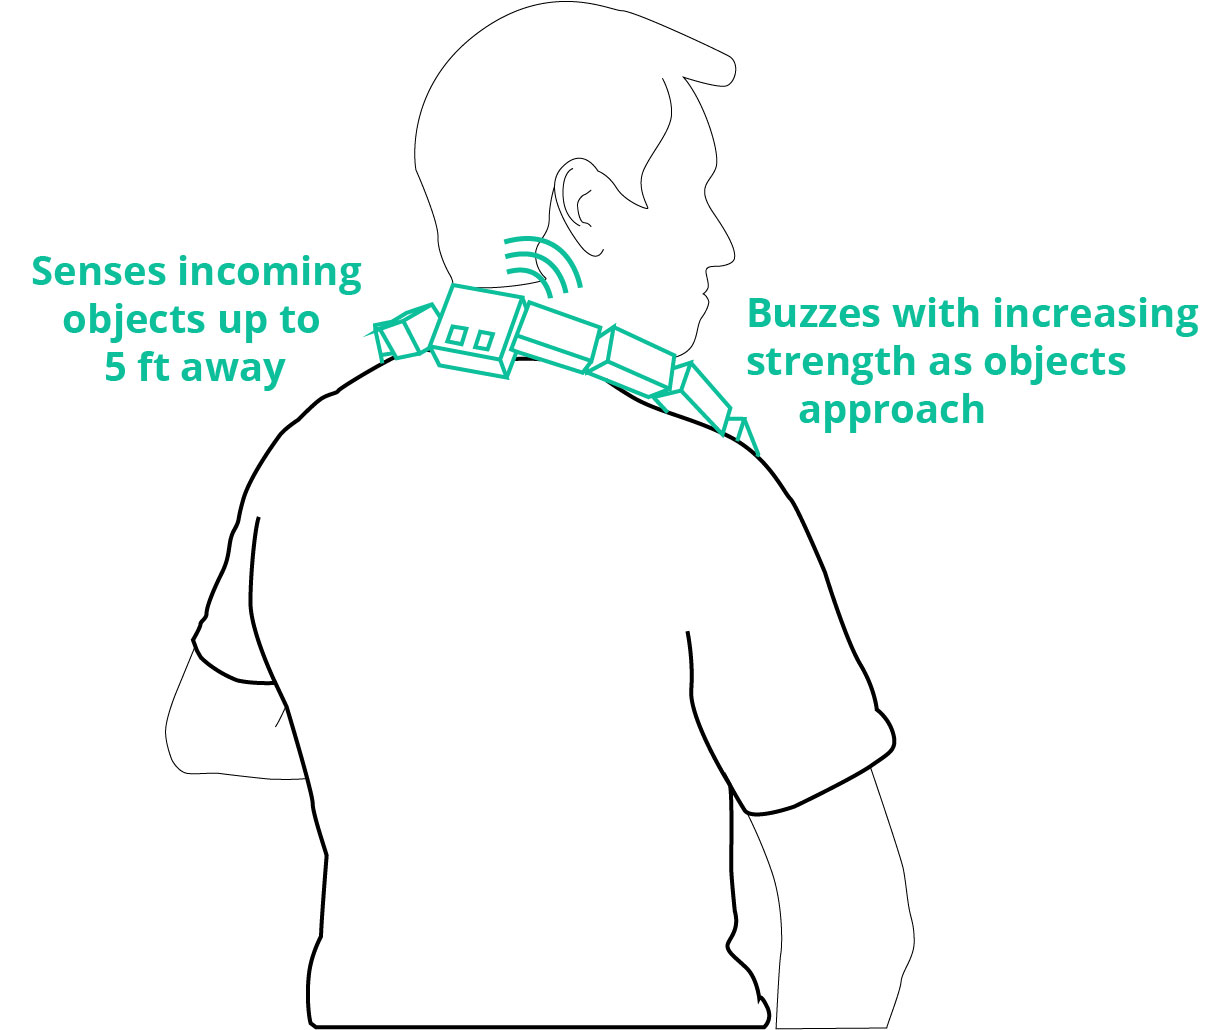 Senses incoming
objects up to
5 ft away
Buzzes with increasing
strength as objects
approach